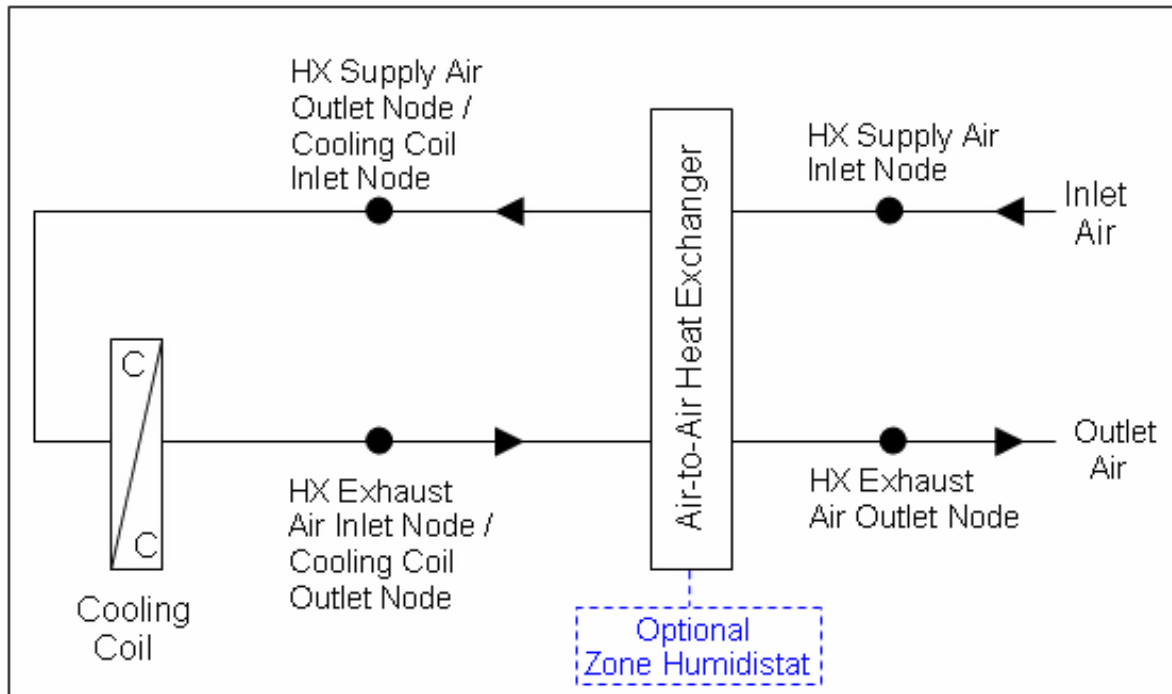 HX Supply Air
Outlet Node /
Cooling Coil
Inlet Node
HX Supply Air
Inlet Node
Inlet
Air
Air-to-Air Heat Exchanger
C
C
Cooling
Coil
HX Exhaust
Air Inlet Node /
Cooling Coil
Outlet Node
HX Exhaust
Air Outlet Node
Outlet
Air
Optional
Zone Humidistat